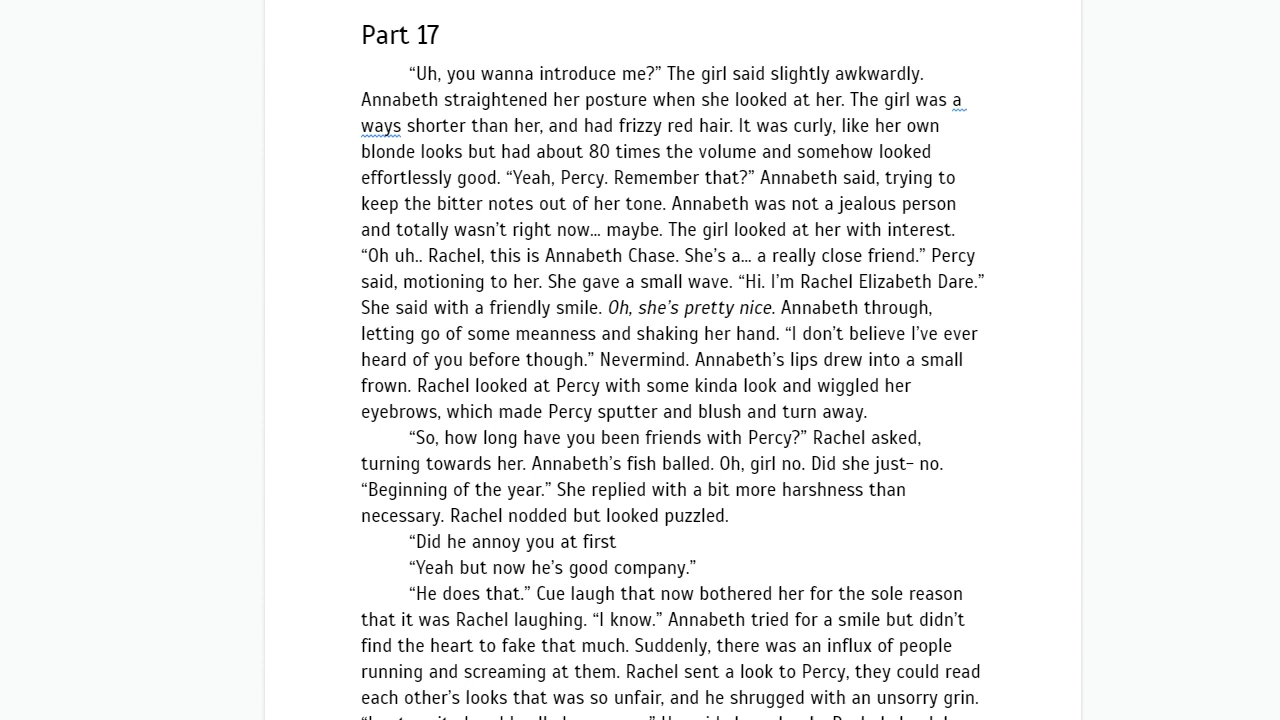 Part 17
“Uh, you wanna introduce me?” The girl said slightly awkwardly.
Annabeth straightened her posture when she looked at her. The girl was a
ways shorter than her, and had frizzy red hair. It was curly, like her own
blonde looks but had about 80 times the volume and somehow looked
effortlessly good. “Yeah, Percy. Remember that?” Annabeth said, trying to
keep the bitter notes out of her tone. Annabeth was not a jealous person
and totally wasn’t right now… maybe. The girl looked at her with interest.
“Oh uh.. Rachel, this is Annabeth Chase. She’s a… a really close friend.” Percy
said, motioning to her. She gave a small wave. “Hi. I’m Rachel Elizabeth Dare.”
She said with a friendly smile. Oh, she’s pretty nice. Annabeth through,
letting go of some meanness and shaking her hand. “I don’t believe I’ve ever
heard of you before though.” Nevermind. Annabeth’s lips drew into a small
frown. Rachel looked at Percy with some kinda look and wiggled her
eyebrows, which made Percy sputter and blush and turn away.
“So, how long have you been friends with Percy?” Rachel asked,
turning towards her. Annabeth’s fish balled. Oh, girl no. Did she just– no.
“Beginning of the year.” She replied with a bit more harshness than
necessary. Rachel nodded but looked puzzled.
“Did he annoy you at first
“Yeah but now he’s good company.”
“He does that.” Cue laugh that now bothered her for the sole reason
that it was Rachel laughing. “I know.” Annabeth tried for a smile but didn’t
find the heart to fake that much. Suddenly, there was an influx of people
running and screaming at them. Rachel sent a look to Percy, they could read
each other’s looks that was so unfair, and he shrugged with an unsorry grin.